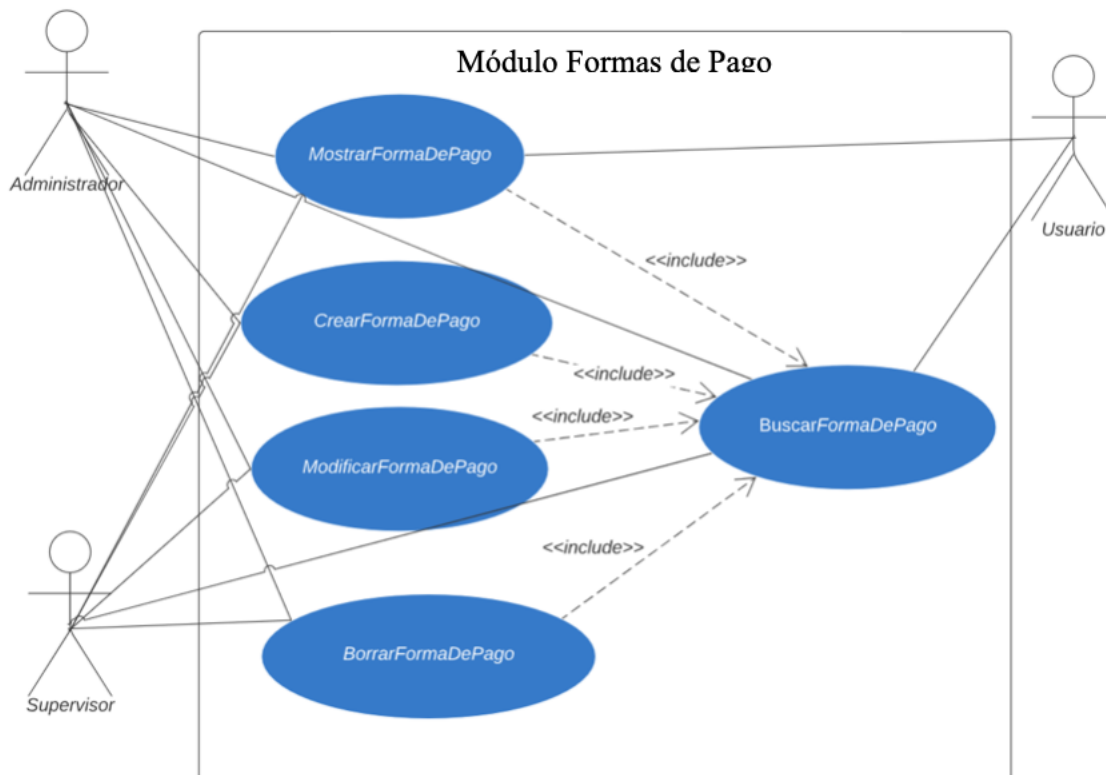 Módulo Formas de Pago
MostrarFormaDePago
Administrador
Usuario
<<include>>
CrearFormaDePago
<<include>>
<<include>>
BuscarFormaDePago
ModificarFormaDePago
<<include>>
BorrarFormaDePago
Supervisor